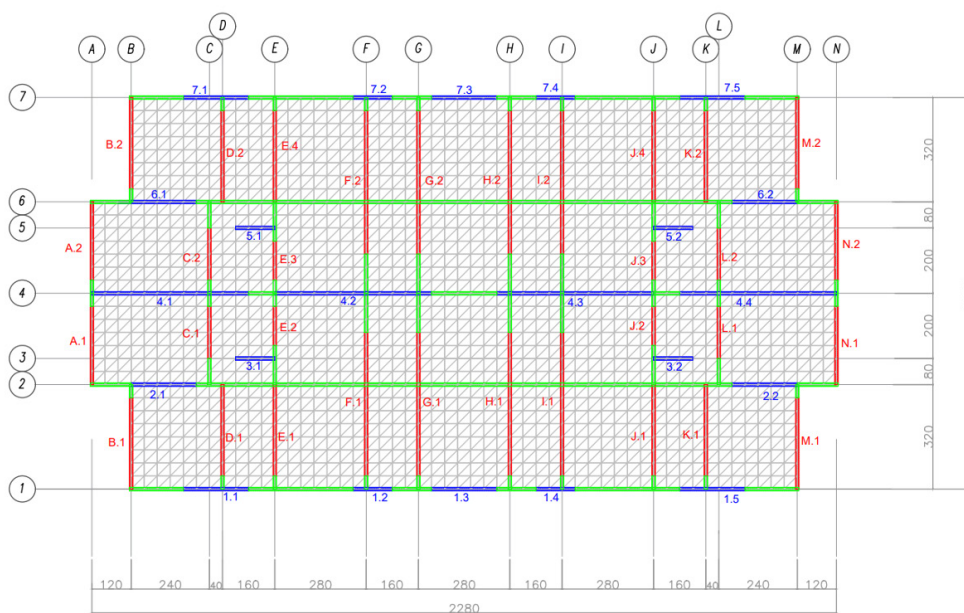 D L
A B C E F G H I J K M N
7 7.1 7.2 7.3 7.4 7.5
B.2 D.2 E.4 F.2 G.2 H.2 I.2 J.4 K.2 M.2 320
6 6.1 6.2
80
5 5.1 5.2
A.2 C.2 E.3 J.3 L.2 N.2 200
4 4.1 4.2 4.3 4.4
A.1 C.1 E.2 J.2 L.1 N.1 200
3 3.1 3.2
80
2 2.1 2.2
B.1 D.1 E.1 F.1 G.1 H.1 I.1 J.1 K.1 M.1 320
1 1.1 1.2 1.3 1.4 1.5
120 240 40 160 280 160 280 160 280 160 40 240 120
2280